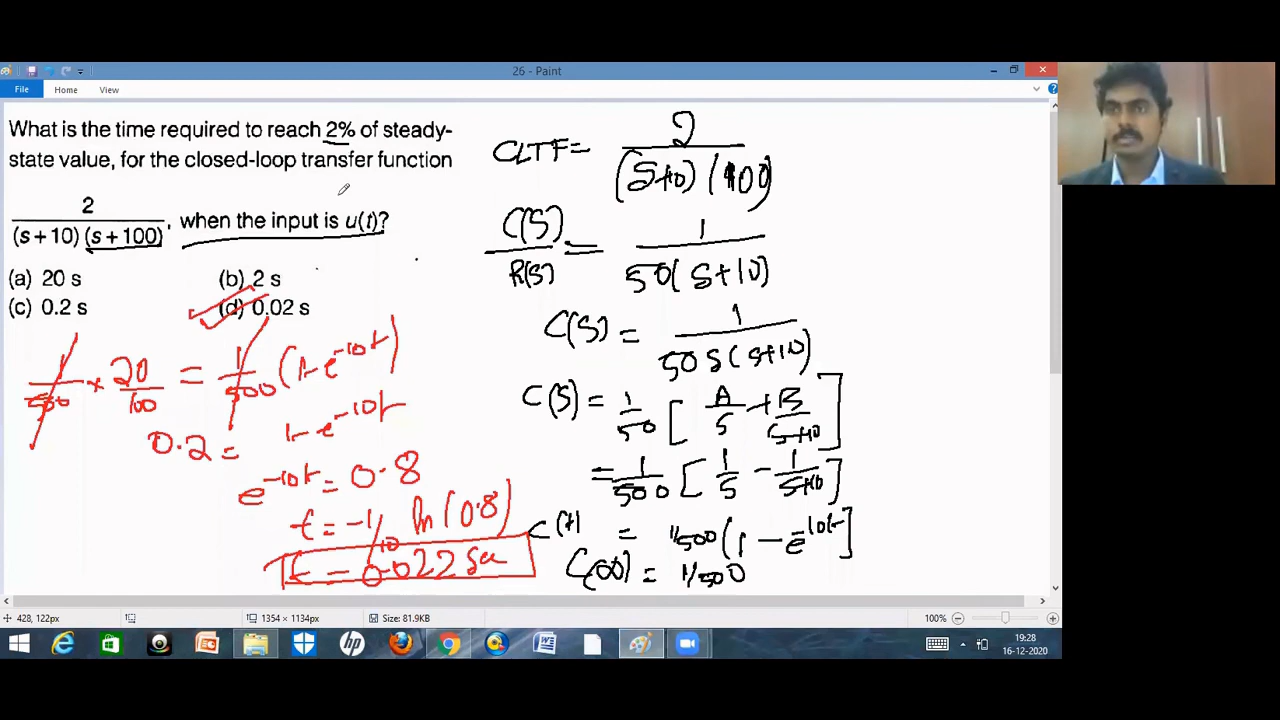 26 - Paint
File Home View
What is the time required to reach 2% of steady-
state value, for the closed-loop transfer function
2
(s+10) (s+100)
, when the input is u(t)?
(a) 20 s (b) 2 s
(c) 0.2 s (d) 0.02 s
1/500 × 20/100 = 1/500 (1-e^-10t)
0.2 = 1-e^-10t
e^-10t = 0.8
t = -1/10 ln(0.8)
t = 0.022 Sec
CLTF = 2/(S+10)(100)
C(S)/R(S) = 1/50(S+10)
C(S) = 1/50 S(S+10)
C(S) = 1/50 [A/S + B/S+10]
= 1/500 [1/S - 1/S+10]
C(t) = 1/500 (1 - e^-10t]
C(∞) = 1/500
428, 122px 1354 × 1134px Size: 81.9KB 100%
hp
19:28
16-12-2020